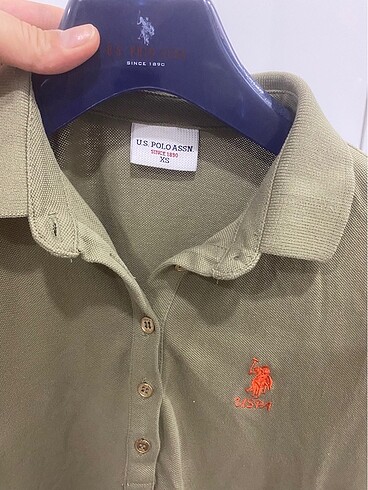 SINCE 1890
U.S. POLO ASSN.
SINCE 1890
XS